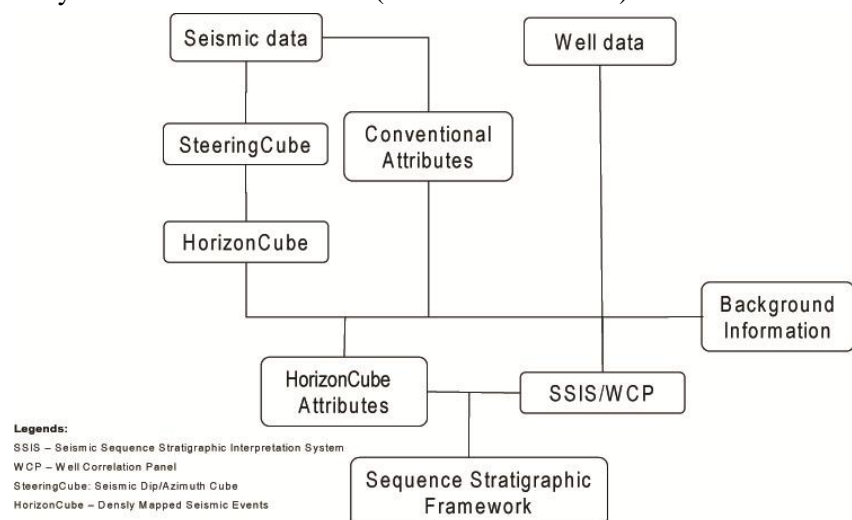 Seismic data
Well data
SteeringCube
Conventional
Attributes
HorizonCube
Background
Information
HorizonCube
Attributes
SSIS/WCP
Legends:
SSIS – Seismic Sequence Stratigraphic Interpretation System
WCP – Well Correlation Panel
SteeringCube: Seismic Dip/Azimuth Cube
HorizonCube – Densly Mapped Seismic Events
Sequence Stratigraphic
Framework